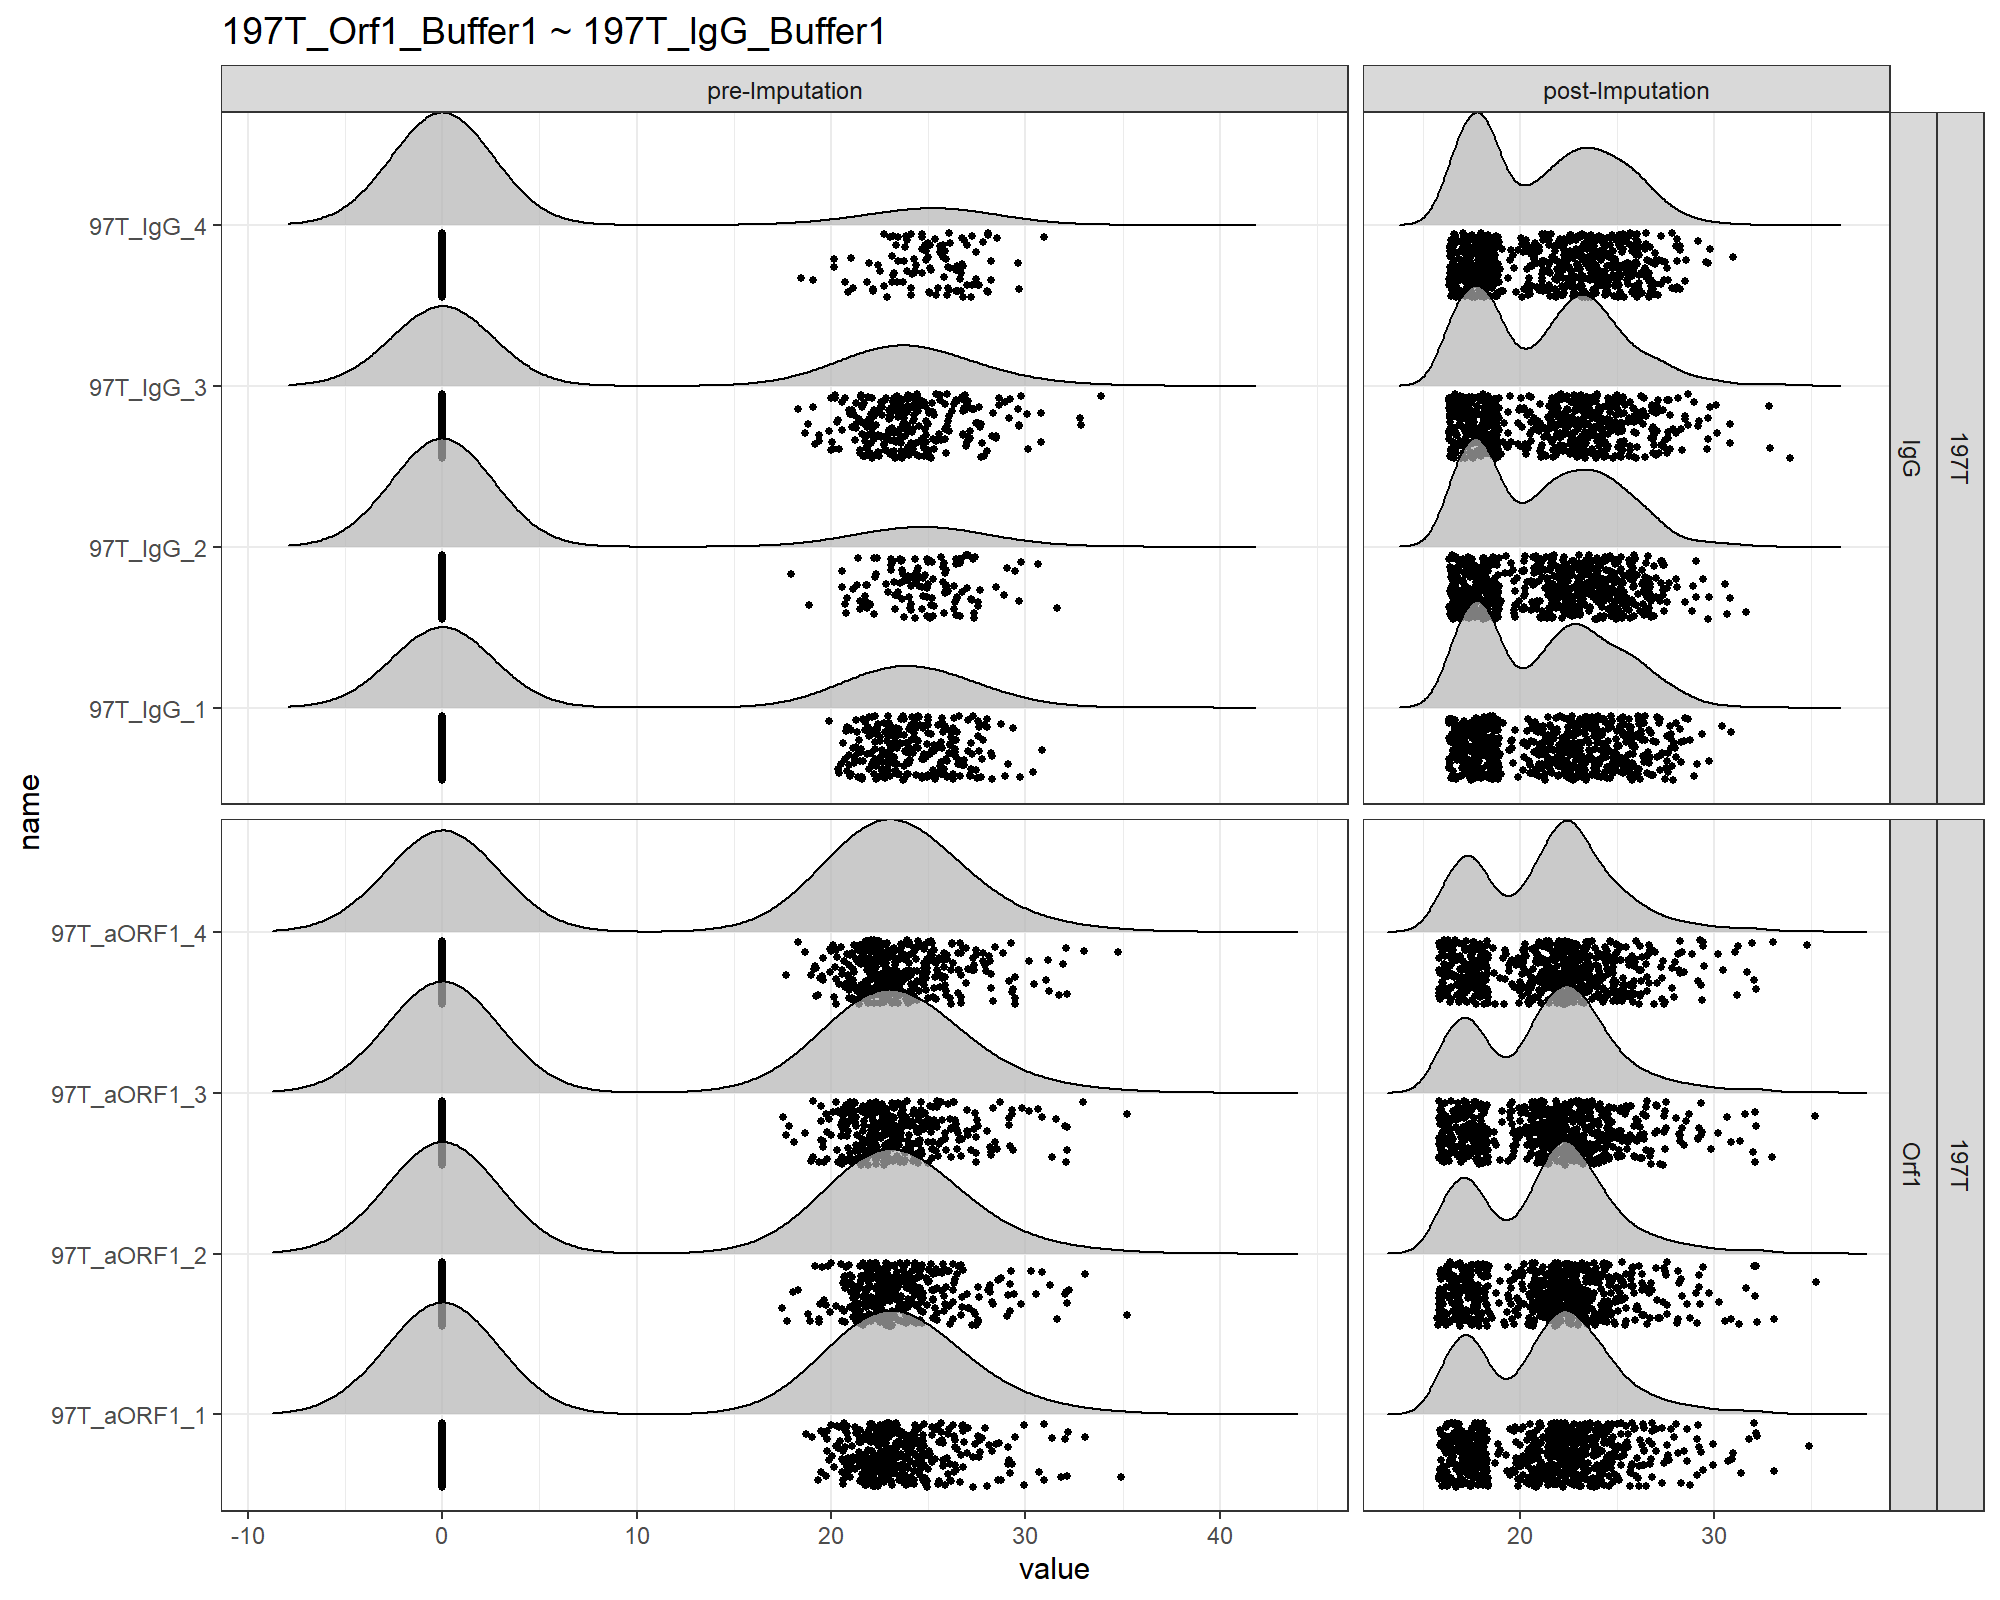 197T_Orf1_Buffer1 ~ 197T_IgG_Buffer1
pre-Imputation
post-Imputation
97T_IgG_4
97T_IgG_3
97T_IgG_2
97T_IgG_1
IgG
197T
name
97T_aORF1_4
97T_aORF1_3
97T_aORF1_2
97T_aORF1_1
Orf1
197T
-10 0 10 20 30 40 20 30
value